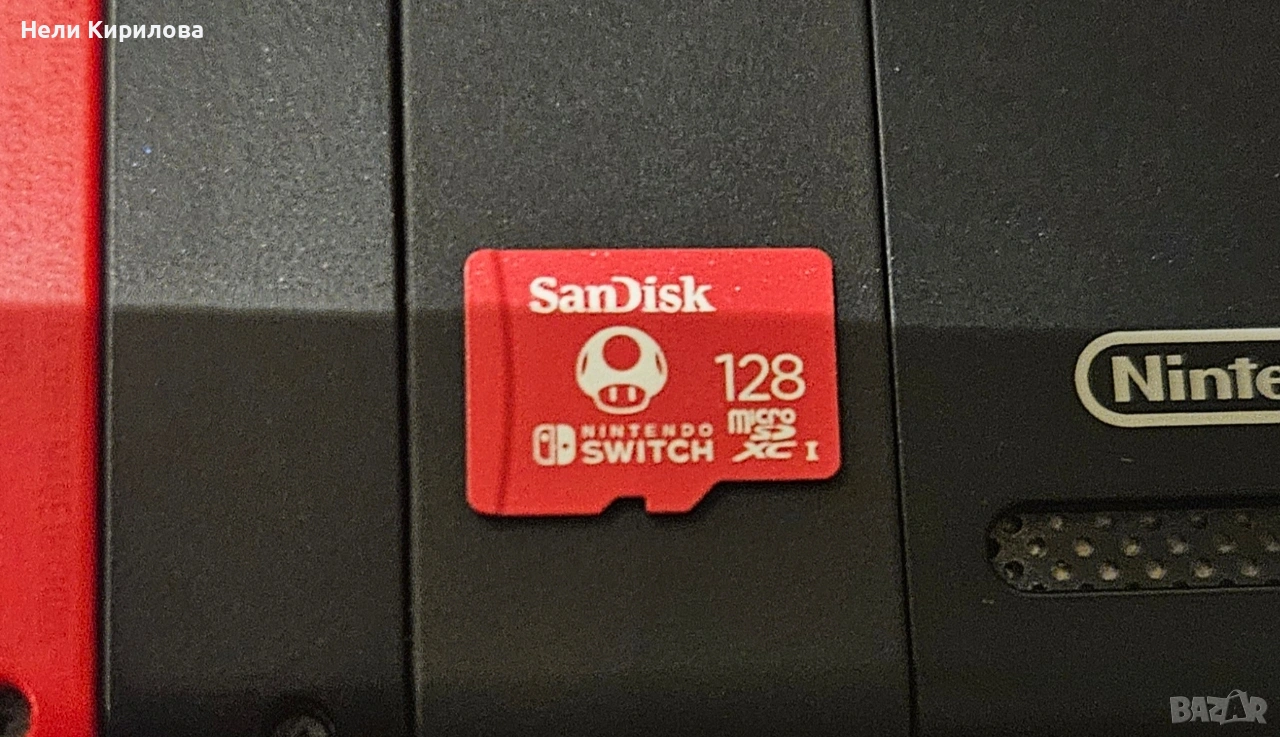 Нели Кирилова
SanDisk
128
NINTENDO
SWITCH
micro
SD
XC I
Ninte
BAZAR